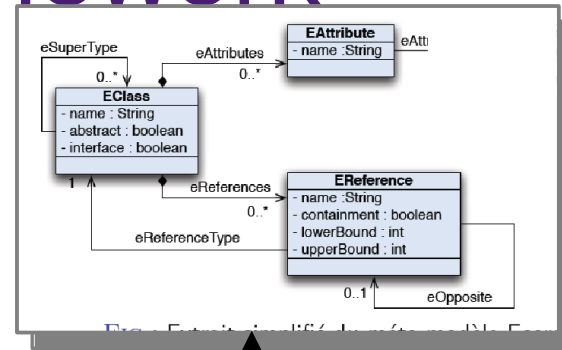 eSuperType
0..*
eAttributes
0..*
EAttribute
- name :String
EClass
- name : String
- abstract : boolean
- interface : boolean
1
eReferences
0..*
eReferenceType
EReference
- name :String
- containment : boolean
- lowerBound : int
- upperBound : int
0..1
eOpposite